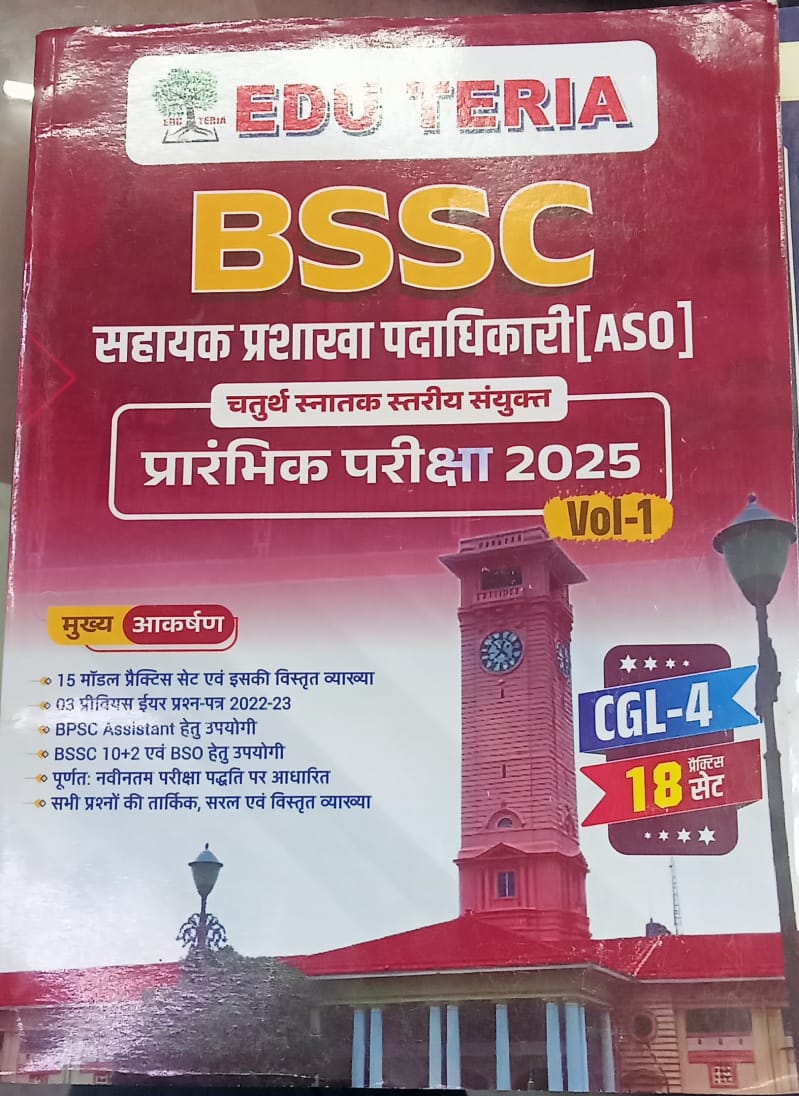 EDU TERIA
EDU TERIA
BSSC
सहायक प्रशाखा पदाधिकारी [ASO]
चतुर्थ स्नातक स्तरीय संयुक्त
प्रारंभिक परीक्षा 2025
Vol-1
मुख्य आकर्षण
15 मॉडल प्रैक्टिस सेट एवं इसकी विस्तृत व्याख्या
03 प्रीवियस ईयर प्रश्न-पत्र 2022-23
BPSC Assistant हेतु उपयोगी
BSSC 10+2 एवं BSO हेतु उपयोगी
पूर्णत: नवीनतम परीक्षा पद्धति पर आधारित
सभी प्रश्नों की तार्किक, सरल एवं विस्तृत व्याख्या
CGL-4
18 प्रैक्टिस सेट